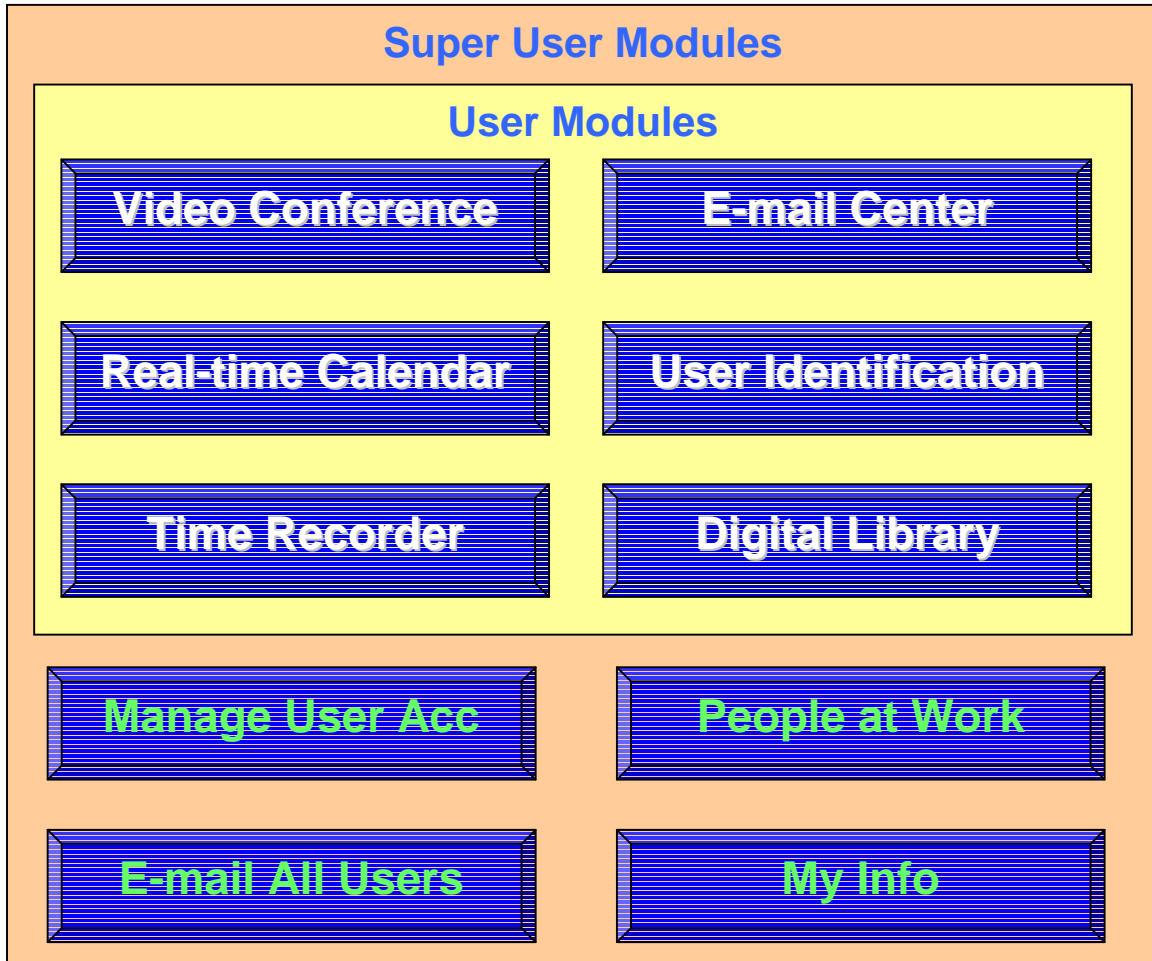 Super User Modules
User Modules
Video Conference
E-mail Center
Real-time Calendar
User Identification
Time Recorder
Digital Library
Manage User Acc
People at Work
E-mail All Users
My Info